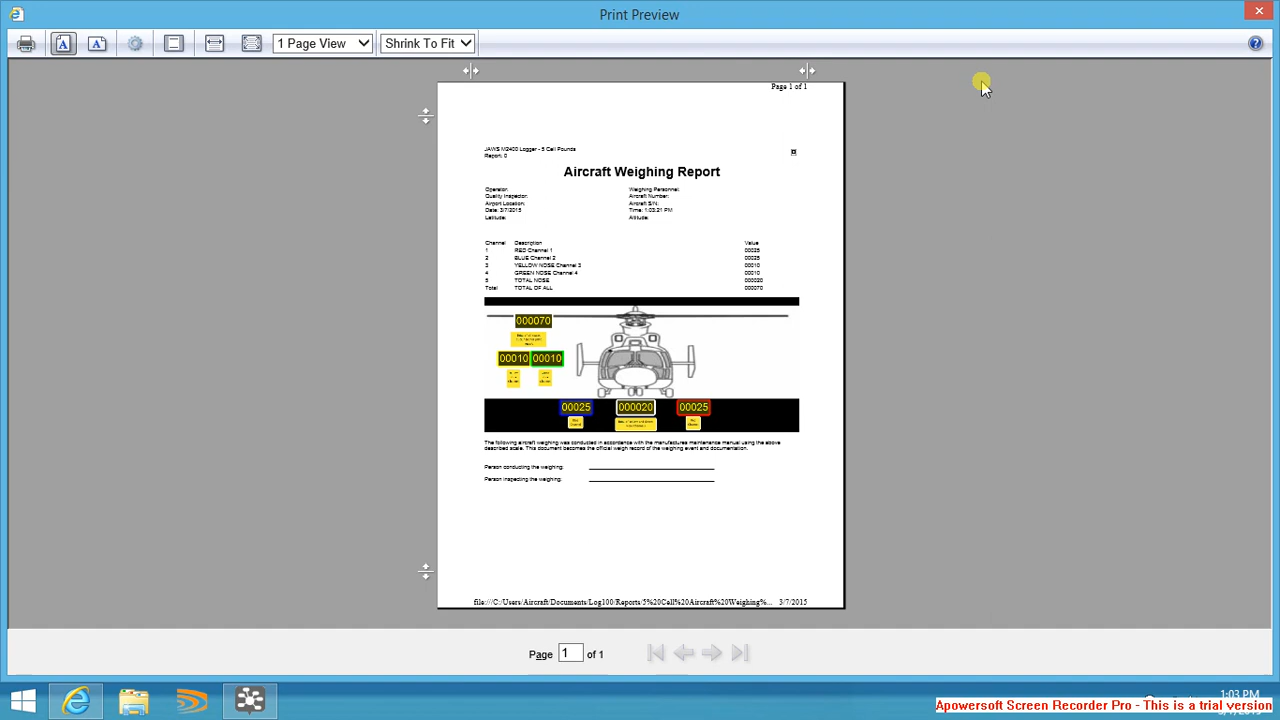 Print Preview
1 Page View
Shrink To Fit
Page 1 of 1
JAWS M2400 Logger - 5 Cell Pounds
Report: 0
Aircraft Weighing Report
Operator: Weighing Personnel:
Quality Inspector: Aircraft Number:
Airport Location: Aircraft S/N:
Date: 3/7/2015 Time: 1:03:21 PM
Latitude: Altitude:
Channel Description Value
1 RED Channel 1 00025
2 BLUE Channel 2 00025
3 YELLOW NOSE Channel 3 00010
4 GREEN NOSE Channel 4 00010
5 TOTAL NOSE 000020
Total TOTAL OF ALL 000070
000070
00010 00010
00025 000020 00025
The following aircraft weighing was conducted in accordance with the manufactures maintenance manual using the above
described scale. This document becomes the official weigh record of the weighing event and documentation.
Person conducting the weighing:
Person inspecting the weighing:
file:///C:/Users/Aircraft/Documents/Log100/Reports/5%20Cell%20Aircraft%20Weighing%... 3/7/2015
Page 1 of 1
1:03 PM
Apowersoft Screen Recorder Pro - This is a trial version